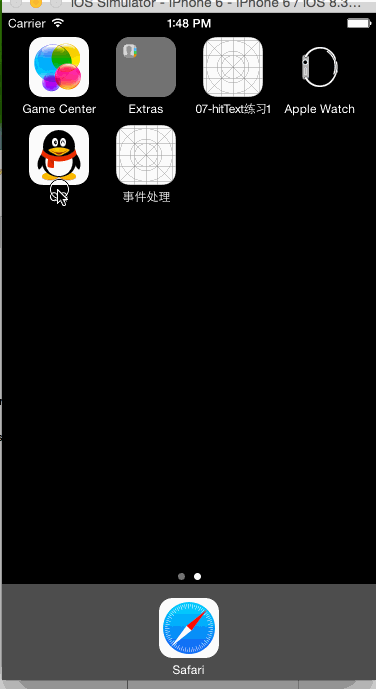 iOS Simulator - iPhone 6 - iPhone 6 / iOS 8.3...
Carrier 1:48 PM
Game Center Extras 07-hitText练习1 Apple Watch
事件处理
Safari